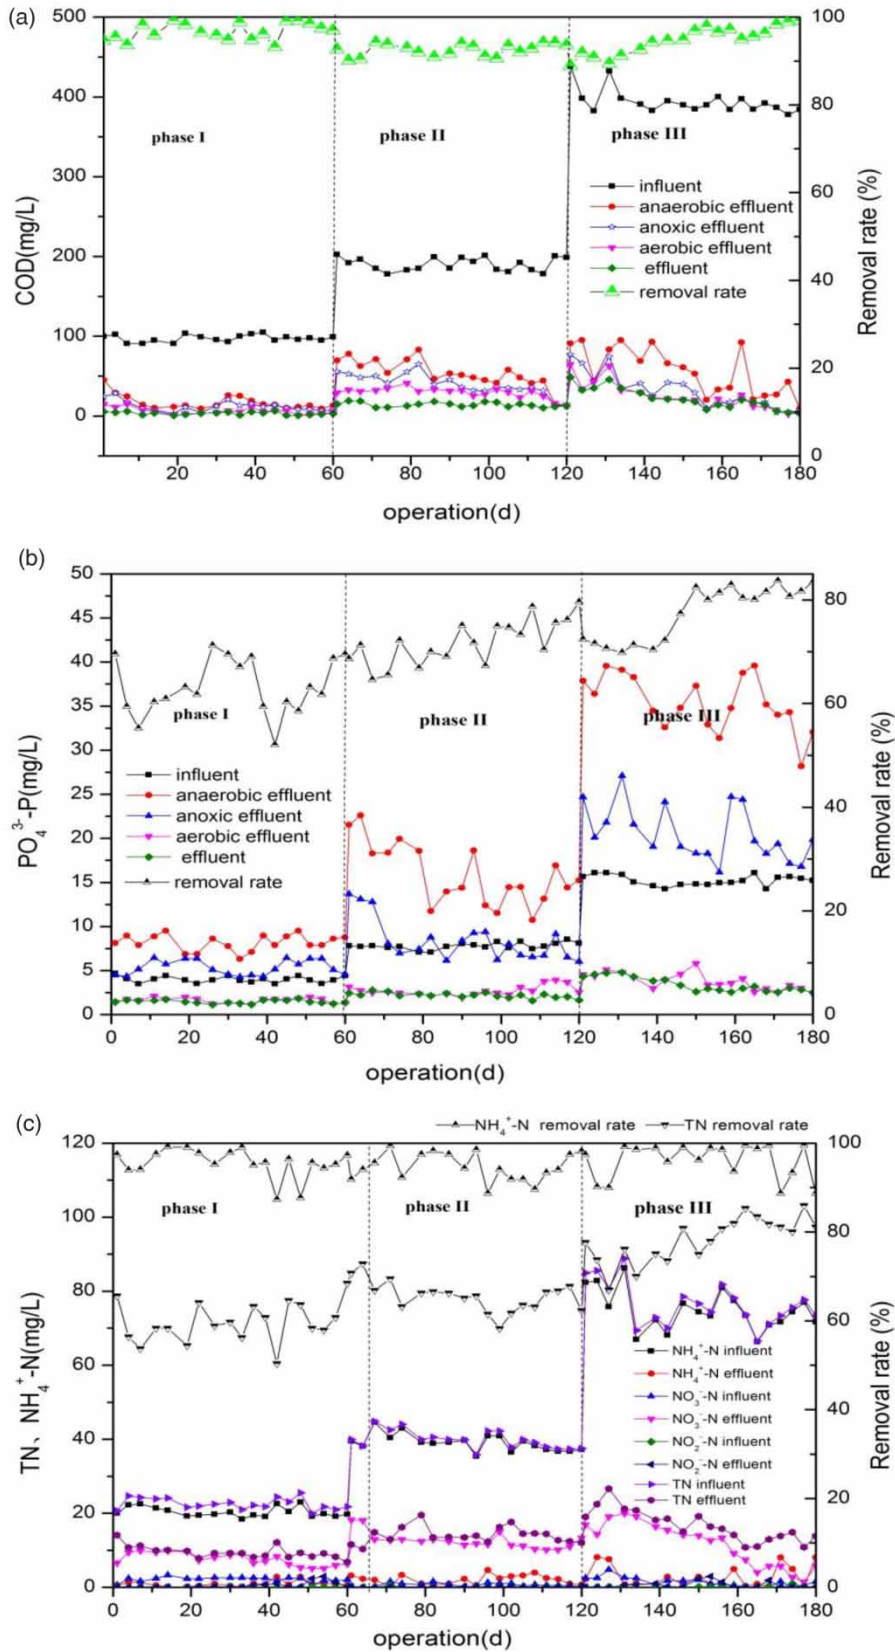 (a)
500
400
300
200
100
0
COD(mg/L)
100
80
60
40
20
0
Removal rate (%)
phase I
phase II
phase III
influent
anaerobic effluent
anoxic effluent
aerobic effluent
effluent
removal rate
20 40 60 80 100 120 140 160 180
operation(d)
(b)
50
45
40
35
30
25
20
15
10
5
0
PO₄³⁻-P(mg/L)
80
60
40
20
0
Removal rate (%)
phase I
phase II
phase III
influent
anaerobic effluent
anoxic effluent
aerobic effluent
effluent
removal rate
0 20 40 60 80 100 120 140 160 180
operation(d)
(c)
NH₄⁺-N removal rate TN removal rate
120
100
80
60
40
20
0
TN、NH₄⁺-N(mg/L)
100
80
60
40
20
0
Removal rate (%)
phase I
phase II
phase III
NH₄⁺-N influent
NH₄⁺-N effluent
NO₃⁻-N influent
NO₃⁻-N effluent
NO₂⁻-N influent
NO₂⁻-N effluent
TN influent
TN effluent
0 20 40 60 80 100 120 140 160 180
operation(d)